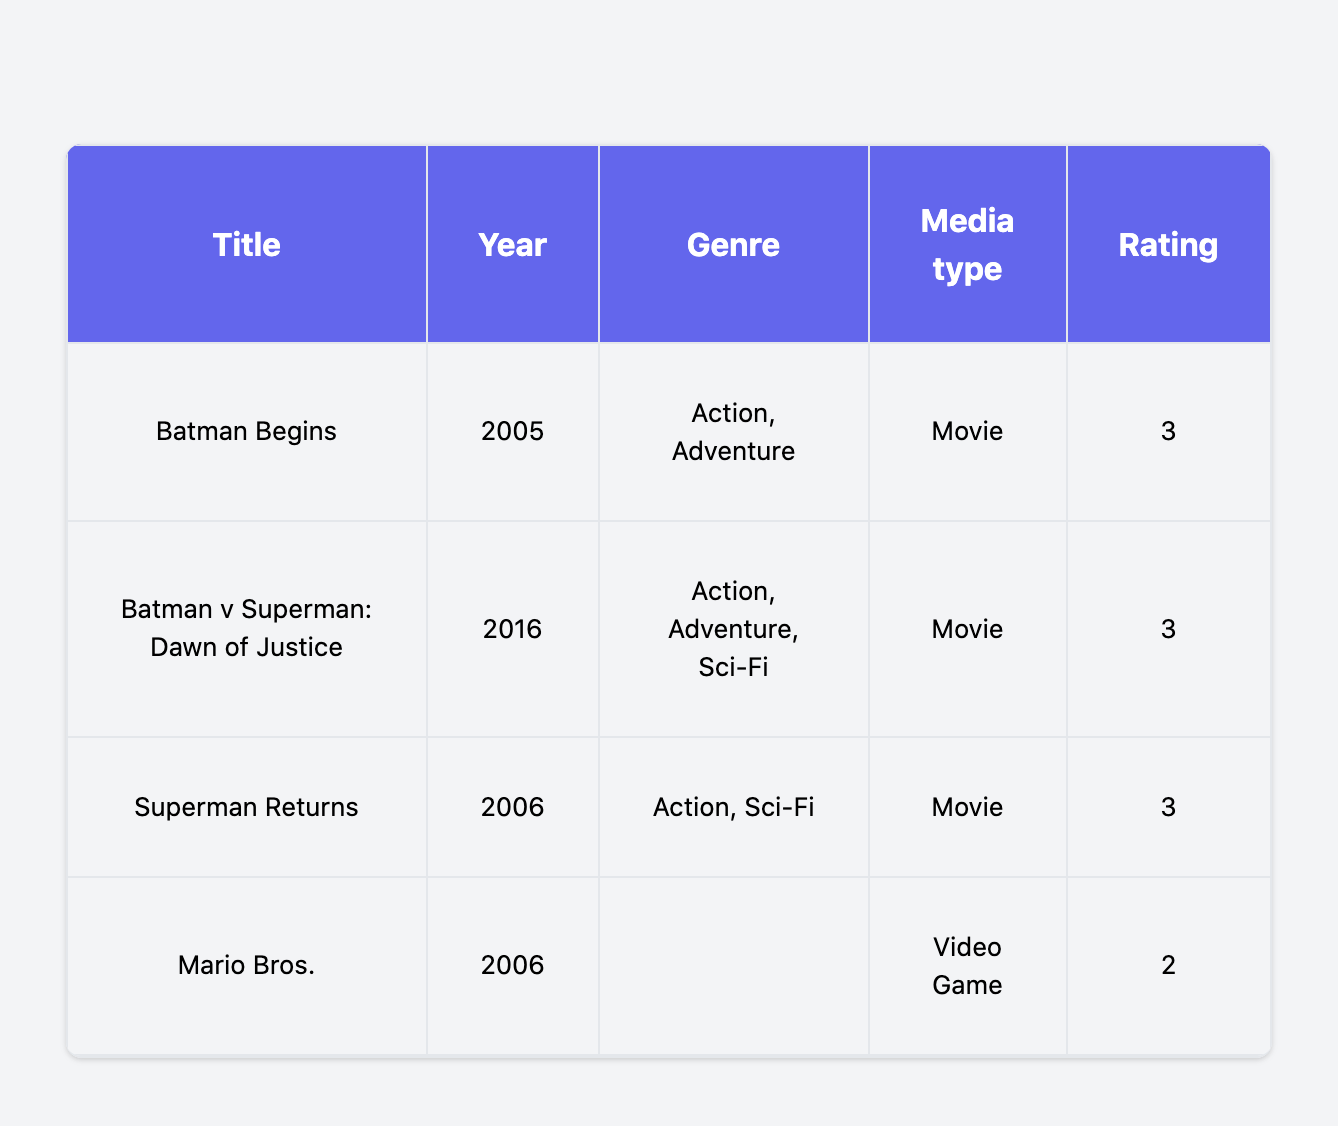 Title Year Genre Media type Rating
Batman Begins 2005 Action, Adventure Movie 3
Batman v Superman: Dawn of Justice 2016 Action, Adventure, Sci-Fi Movie 3
Superman Returns 2006 Action, Sci-Fi Movie 3
Mario Bros. 2006 Video Game 2